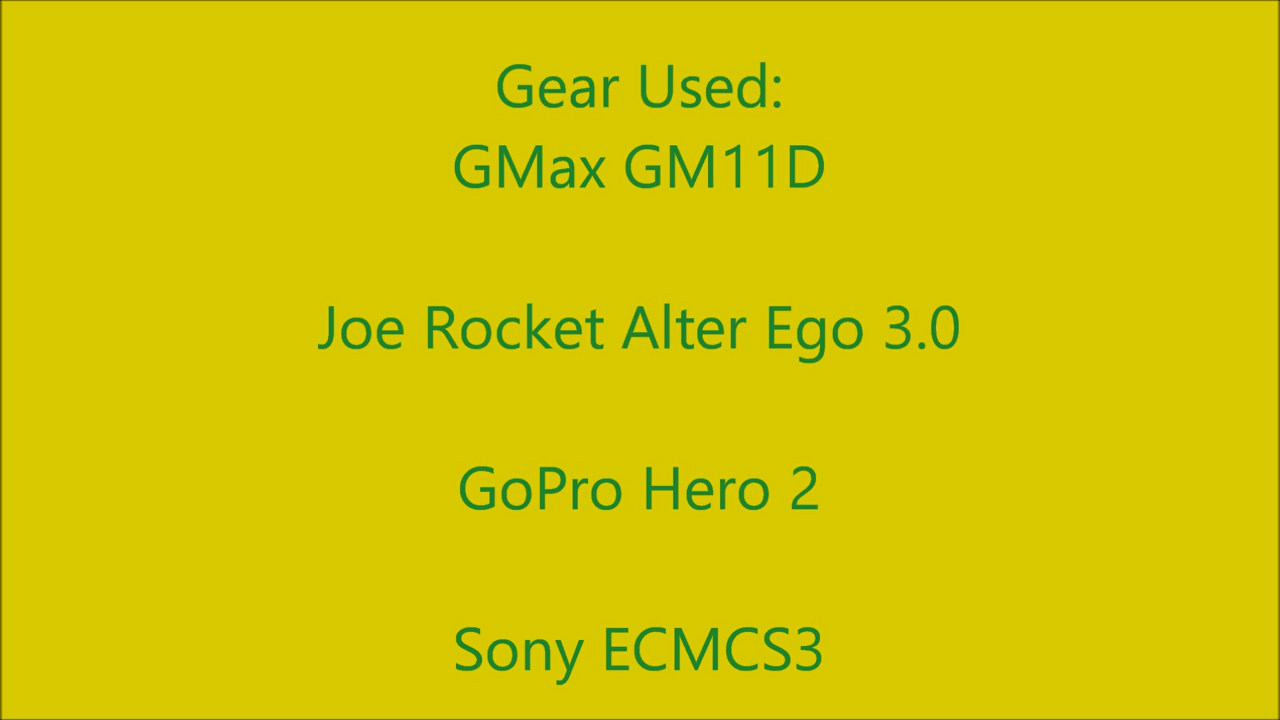 Gear Used:
GMax GM11D
Joe Rocket Alter Ego 3.0
GoPro Hero 2
Sony ECMCS3